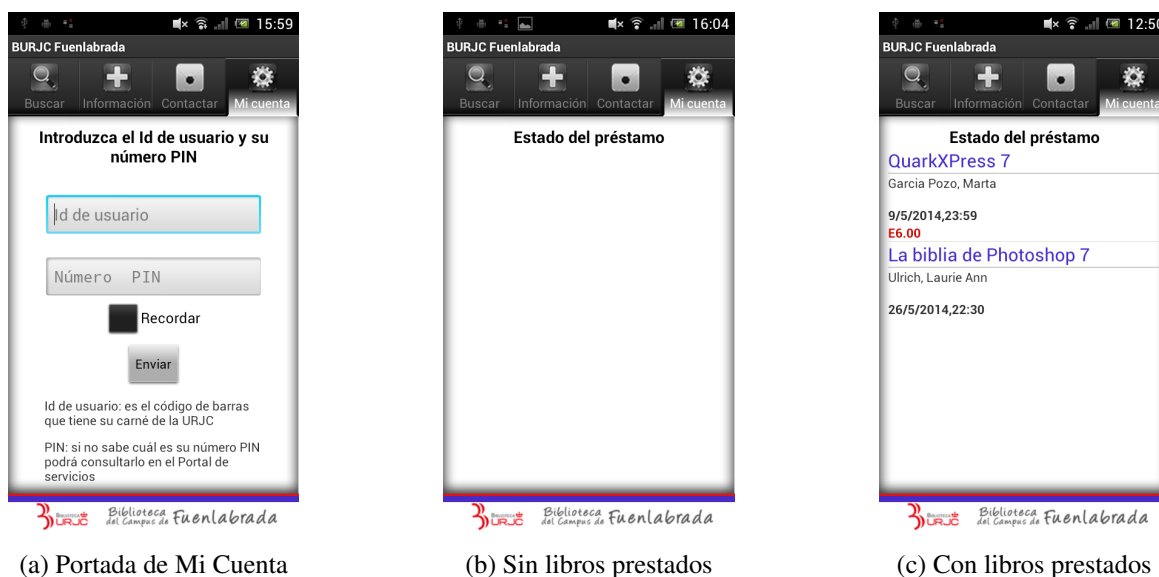 15:59
BURJC Fuenlabrada
Buscar Información Contactar Mi cuenta
Introduzca el Id de usuario y su
número PIN
Id de usuario
Número PIN
Recordar
Enviar
Id de usuario: es el código de barras
que tiene su carné de la URJC
PIN: si no sabe cuál es su número PIN
podrá consultarlo en el Portal de
servicios
Biblioteca
URJC
Biblioteca
del Campus de Fuenlabrada
(a) Portada de Mi Cuenta
16:04
BURJC Fuenlabrada
Buscar Información Contactar Mi cuenta
Estado del préstamo
Biblioteca
URJC
Biblioteca
del Campus de Fuenlabrada
(b) Sin libros prestados
12:50
BURJC Fuenlabrada
Buscar Información Contactar Mi cuenta
Estado del préstamo
QuarkXPress 7
Garcia Pozo, Marta
9/5/2014,23:59
E6.00
La biblia de Photoshop 7
Ulrich, Laurie Ann
26/5/2014,22:30
Biblioteca
URJC
Biblioteca
del Campus de Fuenlabrada
(c) Con libros prestados